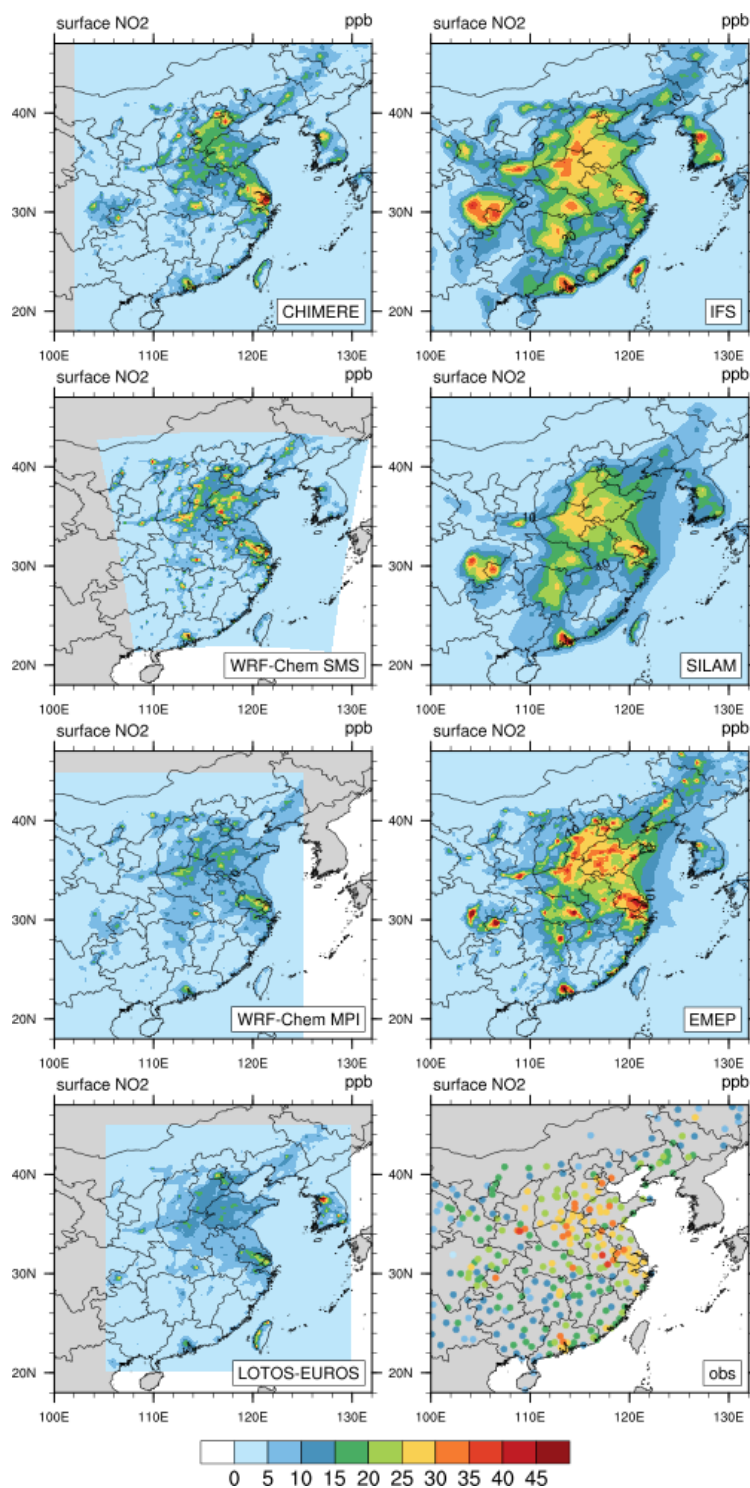 surface NO2 ppb surface NO2 ppb
40N 40N
30N 30N
20N 20N
CHIMERE IFS
100E 110E 120E 130E 100E 110E 120E 130E
surface NO2 ppb surface NO2 ppb
40N 40N
30N 30N
20N 20N
WRF-Chem SMS SILAM
100E 110E 120E 130E 100E 110E 120E 130E
surface NO2 ppb surface NO2 ppb
40N 40N
30N 30N
20N 20N
WRF-Chem MPI EMEP
100E 110E 120E 130E 100E 110E 120E 130E
surface NO2 ppb surface NO2 ppb
40N 40N
30N 30N
20N 20N
LOTOS-EUROS obs
100E 110E 120E 130E 100E 110E 120E 130E
0 5 10 15 20 25 30 35 40 45